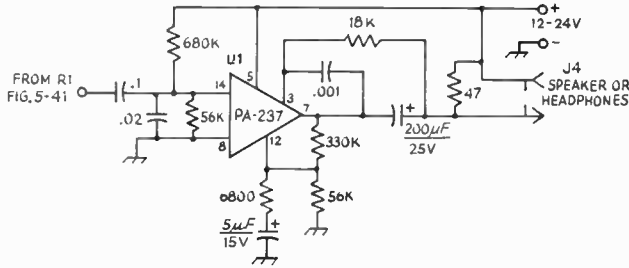 18K
+
12-24V
-
680K
U1
FROM R1
FIG.5-41
.1
.02
56K
14
5
3
.001
7
PA-237
8
12
330K
+
200µF
25V
47
J4
SPEAKER OR
HEADPHONES
6800
56K
5µF
15V
+